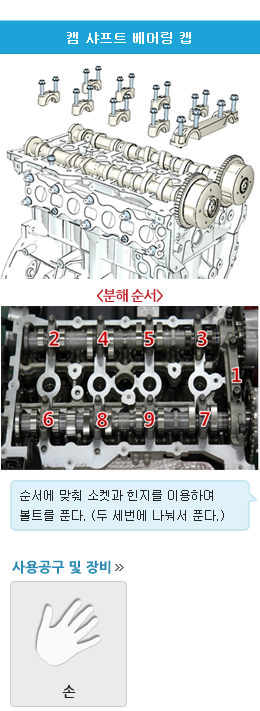 캠 샤프트 베어링 캡
<분해 순서>
2 4 5 3
1
6 8 9 7
순서에 맞춰 소켓과 힌지를 이용하여
볼트를 푼다. (두 세번에 나눠서 푼다.)
사용공구 및 장비 »
손